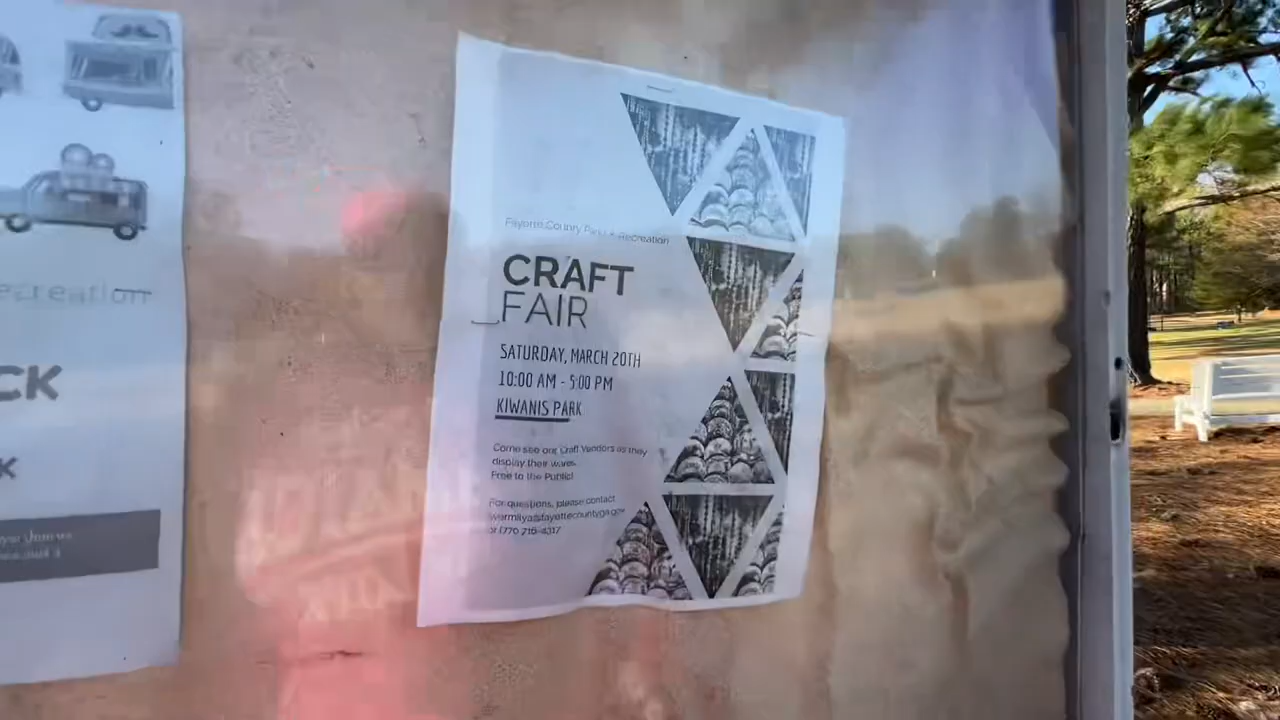 ecreation
CK
K
Fayette County Parks & Recreation
CRAFT
FAIR
SATURDAY, MARCH 20TH
10:00 AM - 5:00 PM
KIWANIS PARK
Come see our Craft Vendors as they
display their wares.
Free to the Public!
For questions, please contact
or (770 716-4317